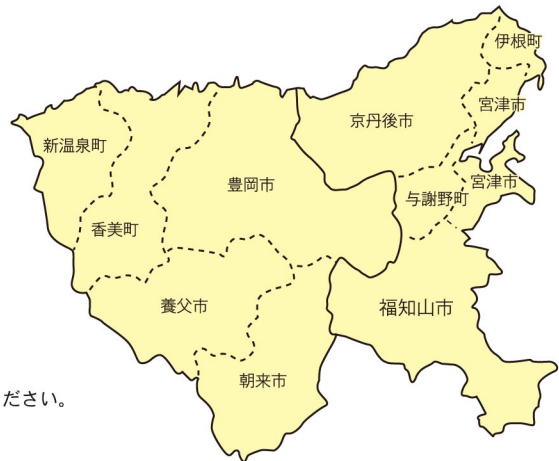 伊根町
宮津市
京丹後市
新温泉町
豊岡市
宮津市
与謝野町
香美町
養父市
福知山市
朝来市
ださい。